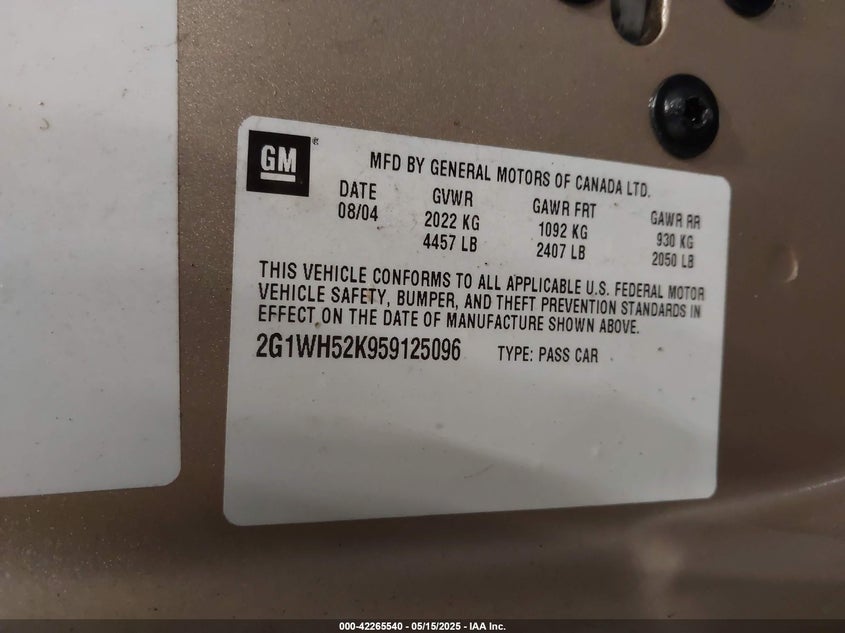 GM ®
MFD BY GENERAL MOTORS OF CANADA LTD.
DATE GVWR GAWR FRT GAWR RR
08/04 2022 KG 1092 KG 930 KG
4457 LB 2407 LB 2050 LB
THIS VEHICLE CONFORMS TO ALL APPLICABLE U.S. FEDERAL MOTOR
VEHICLE SAFETY, BUMPER, AND THEFT PREVENTION STANDARDS IN
EFFECT ON THE DATE OF MANUFACTURE SHOWN ABOVE.
2G1WH52K959125096 TYPE: PASS CAR
000-42265540 - 05/15/2025 - IAA Inc.